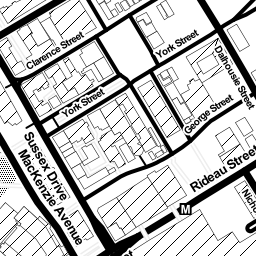 Clarence Street
York Street
York Street
Dalhousie Street
George Street
Sussex Drive
MacKenzie Avenue
Rideau Street
M